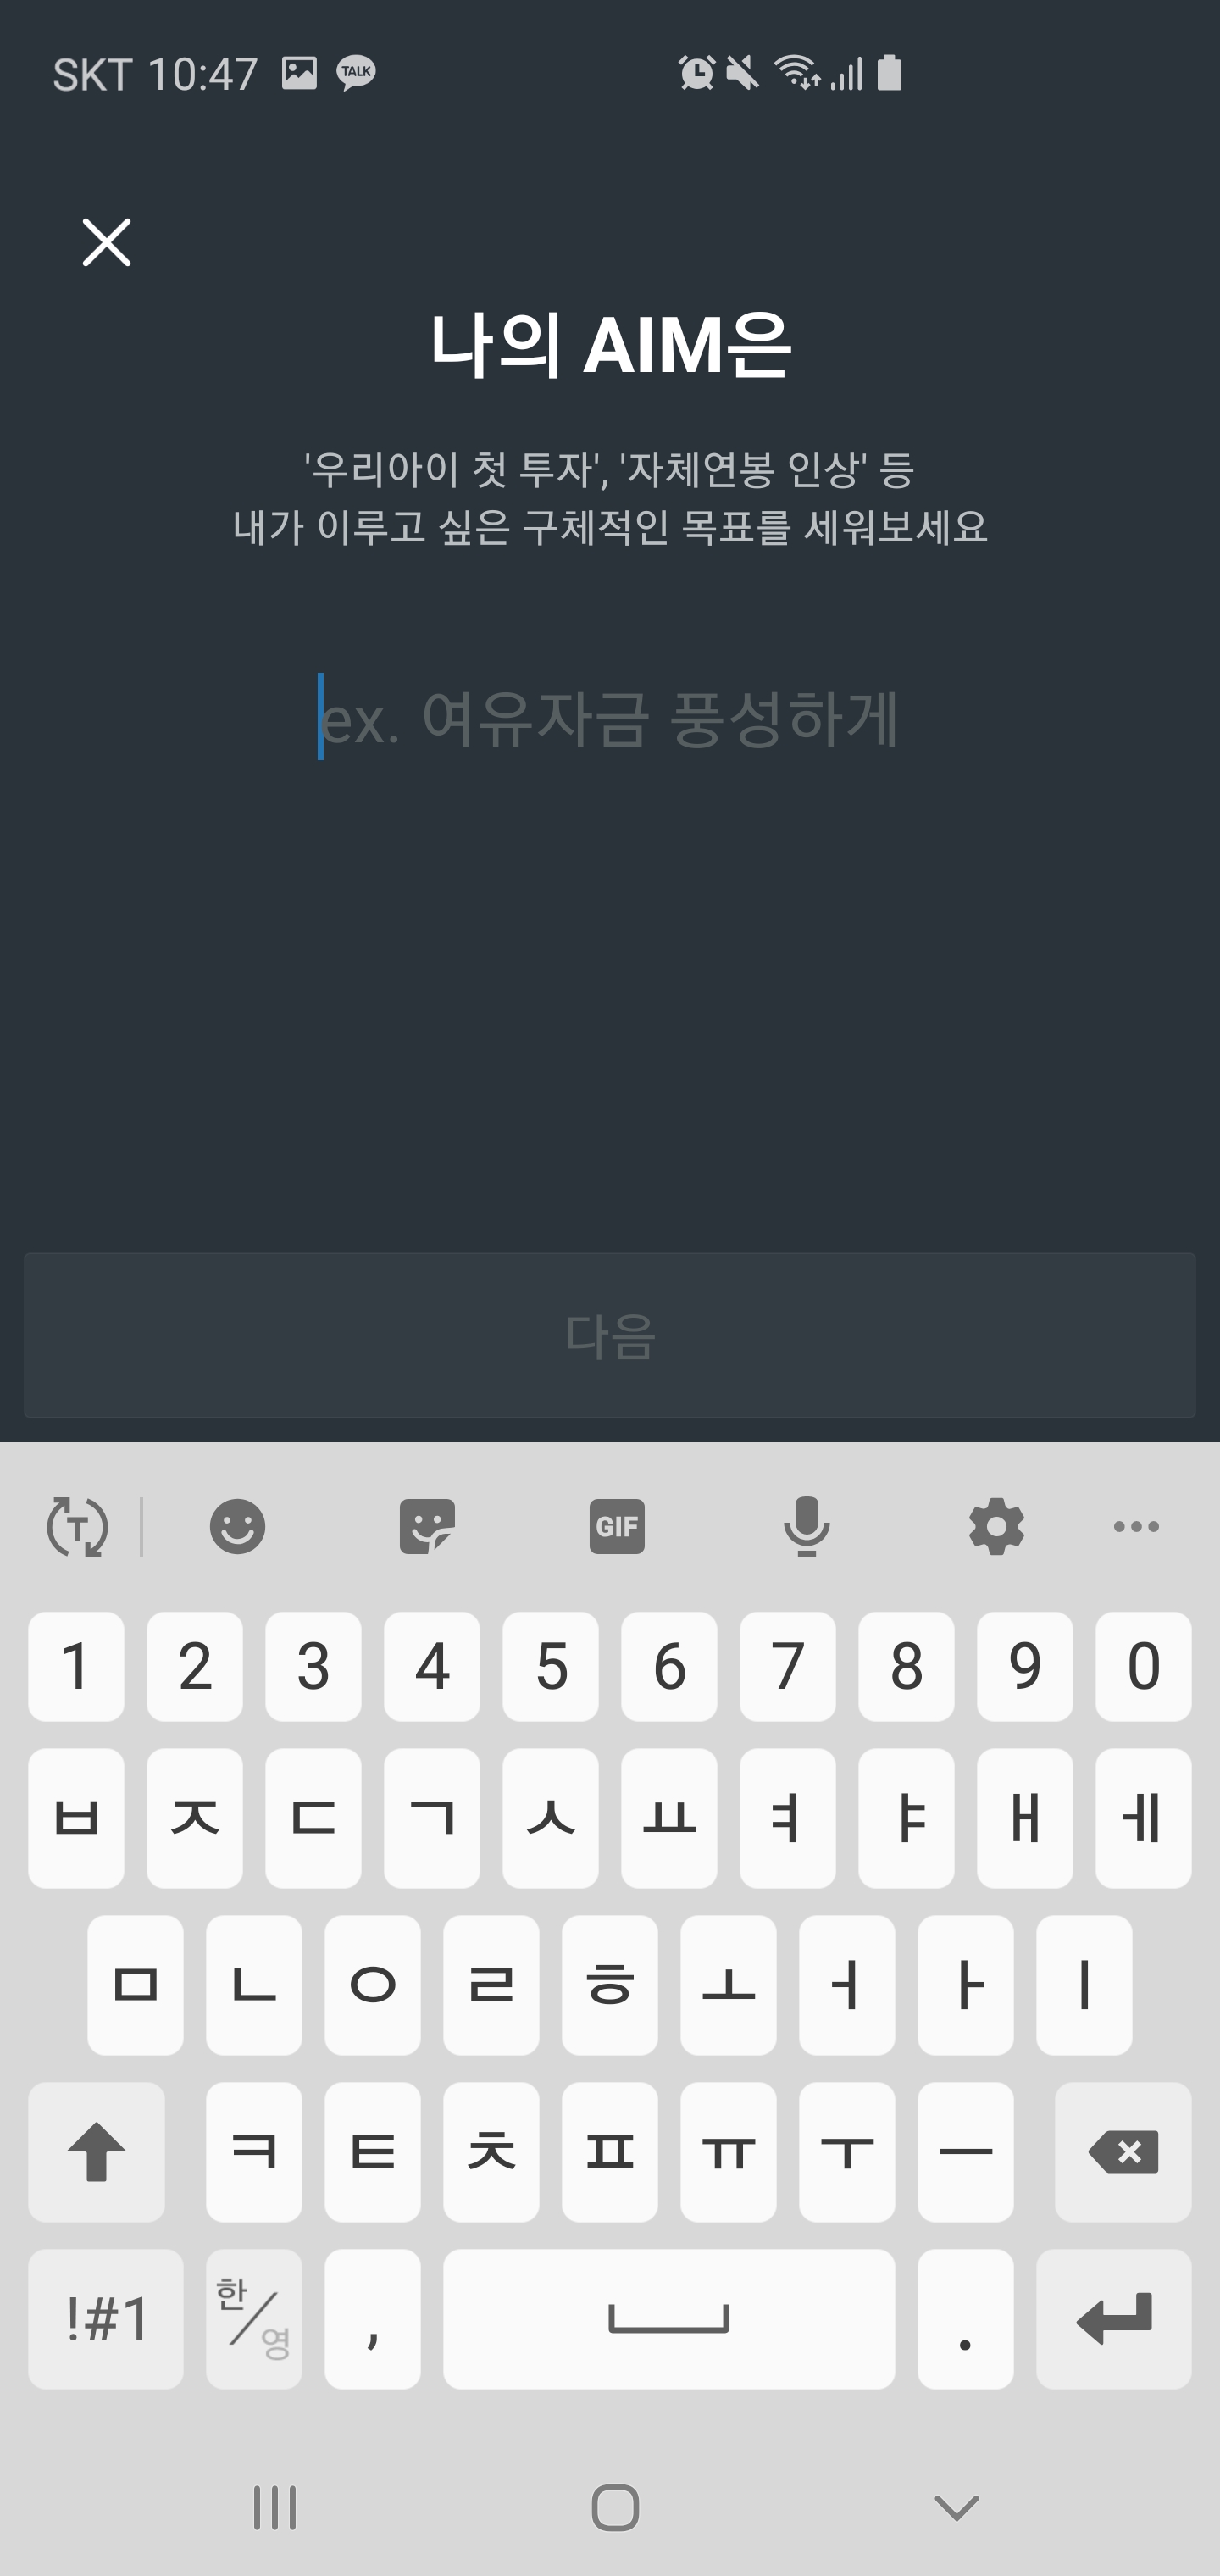 SKT 10:47 TALK
나의 AIM은
'우리아이 첫 투자', '자체연봉 인상' 등
내가 이루고 싶은 구체적인 목표를 세워보세요
ex. 여유자금 풍성하게
다음
T GIF
1 2 3 4 5 6 7 8 9 0
ㅂ ㅈ ㄷ ㄱ ㅅ ㅛ ㅕ ㅑ ㅐ ㅔ
ㅁ ㄴ ㅇ ㄹ ㅎ ㅗ ㅓ ㅏ ㅣ
ㅋ ㅌ ㅊ ㅍ ㅠ ㅜ ㅡ
!#1 한/영 , .